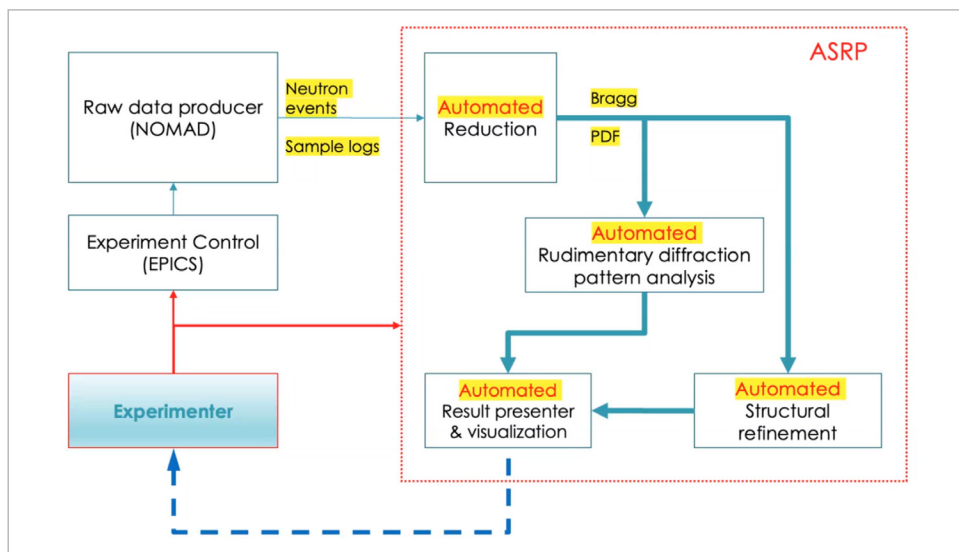 ASRP
Raw data producer
(NOMAD)
Neutron
events
Sample logs
Automated
Reduction
Bragg
PDF
Experiment Control
(EPICS)
Automated
Rudimentary diffraction
pattern analysis
Experimenter
Automated
Result presenter
& visualization
Automated
Structural
refinement